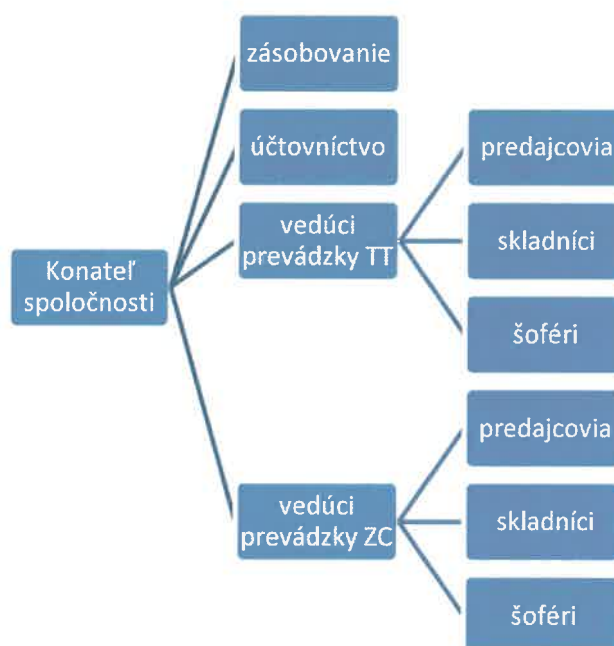 Konateľ
spoločnosti
zásobovanie
účtovníctvo
vedúci
prevádzky TT
predajcovia
skladníci
šoféri
vedúci
prevádzky ZC
predajcovia
skladníci
šoféri